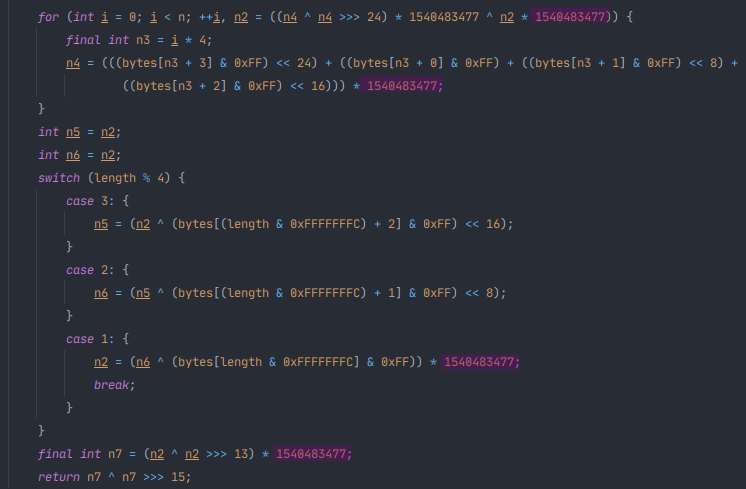 for (int i = 0; i < n; ++i, n2 = ((n4 ^ n4 >>> 24) * 1540483477 ^ n2 * 1540483477)) {
final int n3 = i * 4;
n4 = (((bytes[n3 + 3] & 0xFF) << 24) + ((bytes[n3 + 0] & 0xFF) + ((bytes[n3 + 1] & 0xFF) << 8) +
((bytes[n3 + 2] & 0xFF) << 16))) * 1540483477;
}
int n5 = n2;
int n6 = n2;
switch (length % 4) {
case 3: {
n5 = (n2 ^ (bytes[(length & 0xFFFFFFFC) + 2] & 0xFF) << 16);
}
case 2: {
n6 = (n5 ^ (bytes[(length & 0xFFFFFFFC) + 1] & 0xFF) << 8);
}
case 1: {
n2 = (n6 ^ (bytes[length & 0xFFFFFFFC] & 0xFF)) * 1540483477;
break;
}
}
final int n7 = (n2 ^ n2 >>> 13) * 1540483477;
return n7 ^ n7 >>> 15;